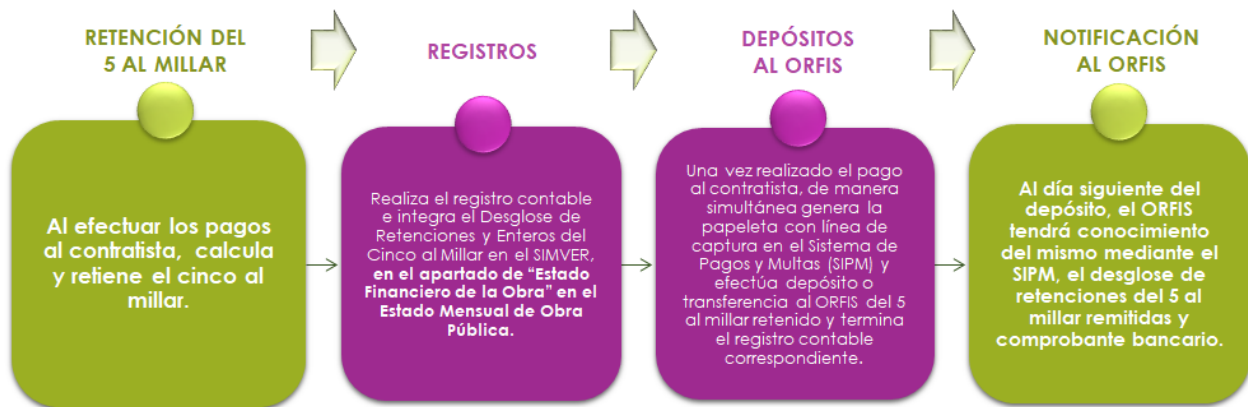 RETENCIÓN DEL
5 AL MILLAR
Al efectuar los pagos
al contratista, calcula
y retiene el cinco al
millar.
REGISTROS
Realiza el registro contable
e integra el Desglose de
Retenciones y Enteros del
Cinco al Millar en el SIMVER,
en el apartado de “Estado
Financiero de la Obra” en el
Estado Mensual de Obra
Pública.
DEPÓSITOS
AL ORFIS
Una vez realizado el pago
al contratista, de manera
simultánea genera la
papeleta con línea de
captura en el Sistema de
Pagos y Multas (SIPM) y
efectúa depósito o
transferencia al ORFIS del 5
al millar retenido y termina
el registro contable
correspondiente.
NOTIFICACIÓN
AL ORFIS
Al día siguiente del
depósito, el ORFIS
tendrá conocimiento
del mismo mediante el
SIPM, el desglose de
retenciones del 5 al
millar remitidas y
comprobante bancario.